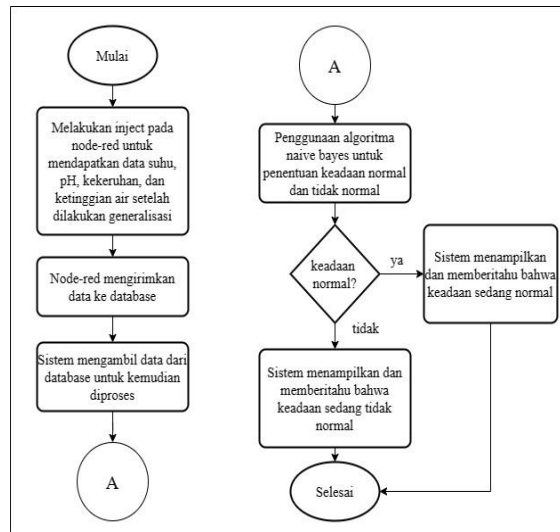 Mulai
Melakukan inject pada
node-red untuk
mendapatkan data suhu,
pH, kekeruhan, dan
ketinggian air setelah
dilakukan generalisasi
Node-red mengirimkan
data ke database
Sistem mengambil data dari
database untuk kemudian
diproses
A
A
Penggunaan algoritma
naive bayes untuk
penentuan keadaan normal
dan tidak normal
keadaan
normal?
ya
Sistem menampilkan
dan memberitahu bahwa
keadaan sedang normal
tidak
Sistem menampilkan dan
memberitahu bahwa
keadaan sedang tidak
normal
Selesai